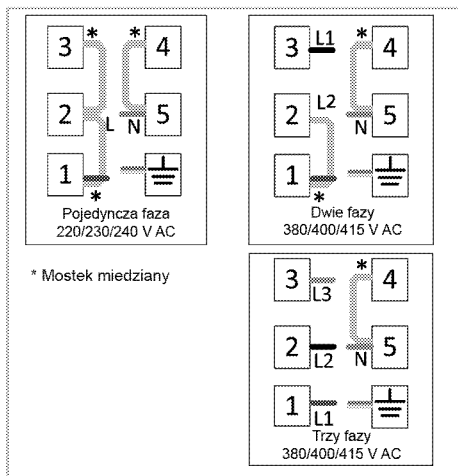 3 * * 4
2 L N 5
1 *
Pojedyncza faza
220/230/240 V AC
3 L1 * 4
2 L2 N 5
1 *
Dwie fazy
380/400/415 V AC
* Mostek miedziany
3 L3 * 4
2 L2 N 5
1 L1
Trzy fazy
380/400/415 V AC